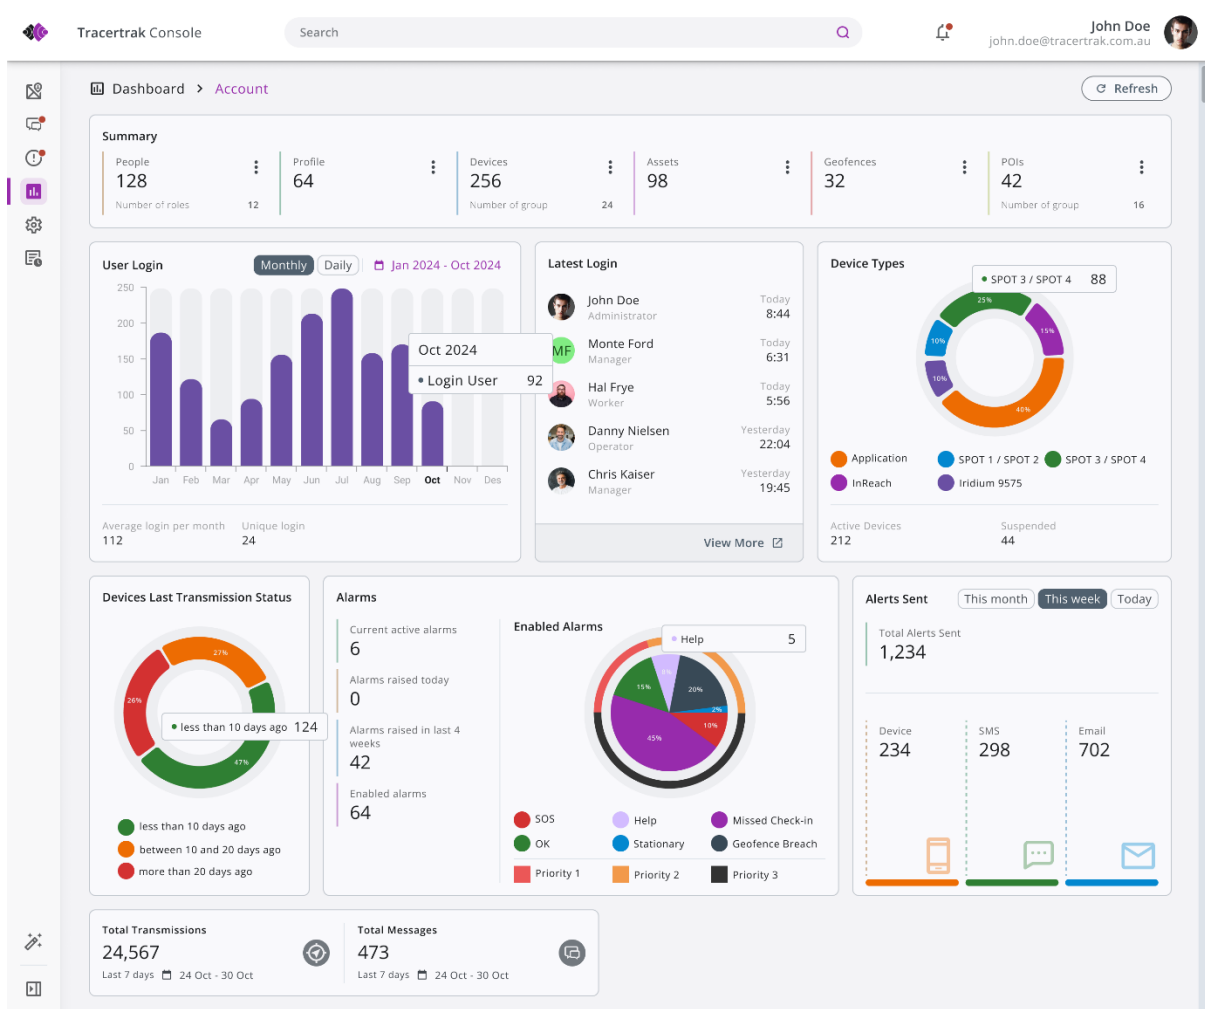 Tracertrak Console
Search
John Doe
john.doe@tracertrak.com.au
Dashboard > Account
Refresh
Summary
People
128
Number of roles 12
Profile
64
Devices
256
Number of group 24
Assets
98
Geofences
32
POIs
42
Number of group 16
User Login
Monthly Daily Jan 2024 - Oct 2024
250
200
150
100
50
0
Jan Feb Mar Apr May Jun Jul Aug Sep Oct Nov Des
Oct 2024
Login User 92
Average login per month
112
Unique login
24
Latest Login
John Doe Today
Administrator 8:44
MF
Monte Ford Today
Manager 6:31
Hal Frye Today
Worker 5:56
Danny Nielsen Yesterday
Operator 22:04
Chris Kaiser Yesterday
Manager 19:45
View More
Device Types
SPOT 3 / SPOT 4 88
25%
15%
10%
10%
40%
Application SPOT 1 / SPOT 2 SPOT 3 / SPOT 4
InReach Iridium 9575
Active Devices
212
Suspended
44
Devices Last Transmission Status
27%
26%
less than 10 days ago 124
47%
less than 10 days ago
between 10 and 20 days ago
more than 20 days ago
Alarms
Current active alarms
6
Alarms raised today
0
Alarms raised in last 4
weeks
42
Enabled alarms
64
Enabled Alarms
Help 5
8%
15%
20%
2%
10%
45%
SOS Help Missed Check-in
OK Stationary Geofence Breach
Priority 1 Priority 2 Priority 3
Alerts Sent
This month This week Today
Total Alerts Sent
1,234
Device
234
SMS
298
Email
702
Total Transmissions
24,567
Last 7 days 24 Oct - 30 Oct
Total Messages
473
Last 7 days 24 Oct - 30 Oct